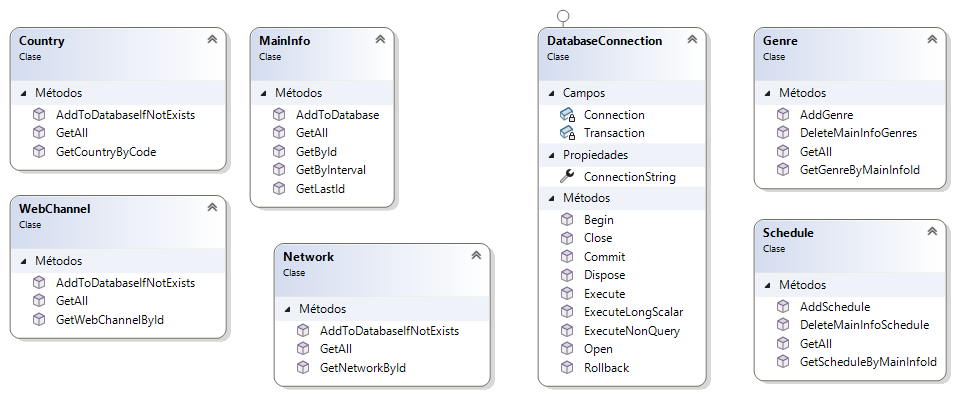 Country
Clase
Métodos
AddToDatabaseIfNotExists
GetAll
GetCountryByCode
WebChannel
Clase
Métodos
AddToDatabaseIfNotExists
GetAll
GetWebChannelById
MainInfo
Clase
Métodos
AddToDatabase
GetAll
GetById
GetByInterval
GetLastId
Network
Clase
Métodos
AddToDatabaseIfNotExists
GetAll
GetNetworkById
DatabaseConnection
Clase
Campos
Connection
Transaction
Propiedades
ConnectionString
Métodos
Begin
Close
Commit
Dispose
Execute
ExecuteLongScalar
ExecuteNonQuery
Open
Rollback
Genre
Clase
Métodos
AddGenre
DeleteMainInfoGenres
GetAll
GetGenreByMainInfoId
Schedule
Clase
Métodos
AddSchedule
DeleteMainInfoSchedule
GetAll
GetScheduleByMainInfoId